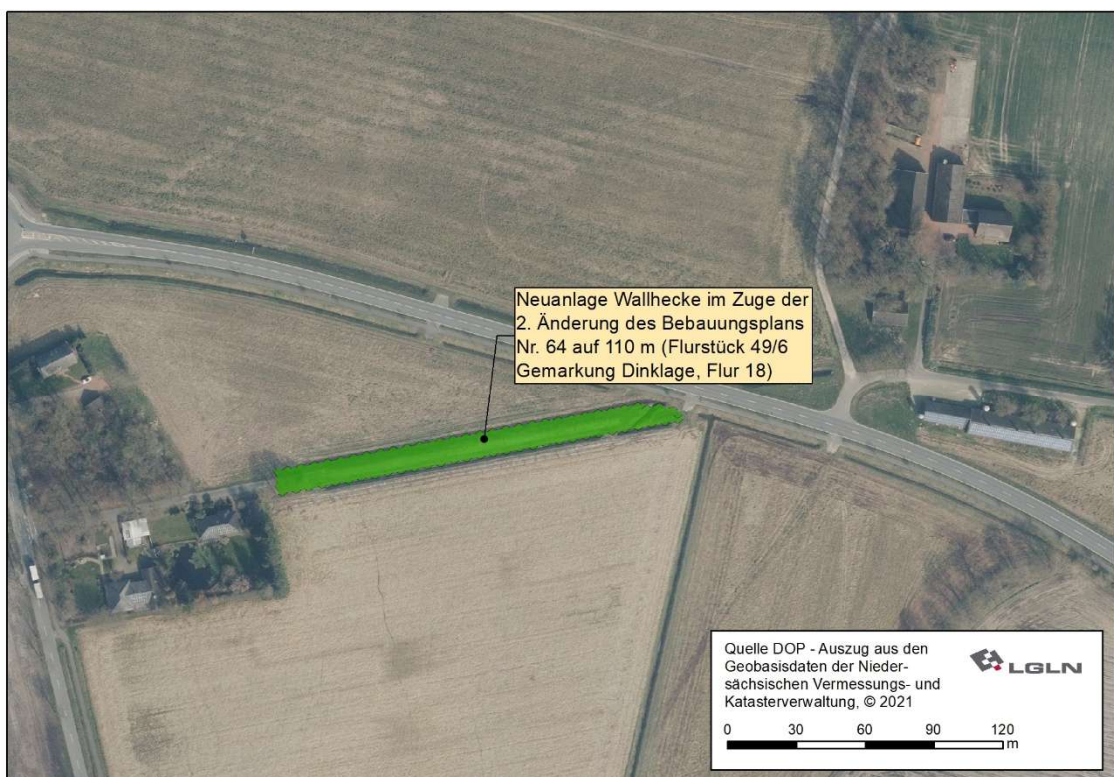 Neuanlage Wallhecke im Zuge der
2. Änderung des Bebauungsplans
Nr. 64 auf 110 m (Flurstück 49/6
Gemarkung Dinklage, Flur 18)
Quelle DOP - Auszug aus den
Geobasisdaten der Nieder-
sächsischen Vermessungs- und
Katasterverwaltung, © 2021
LGLN
0 30 60 90 120
m